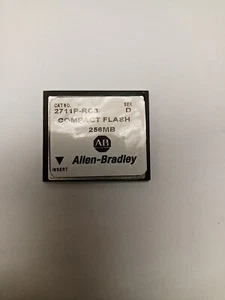 CAT NO. SER
2711P-RC3 D
COMPACT FLASH
256MB
AB
Allen-Bradley
INSERT